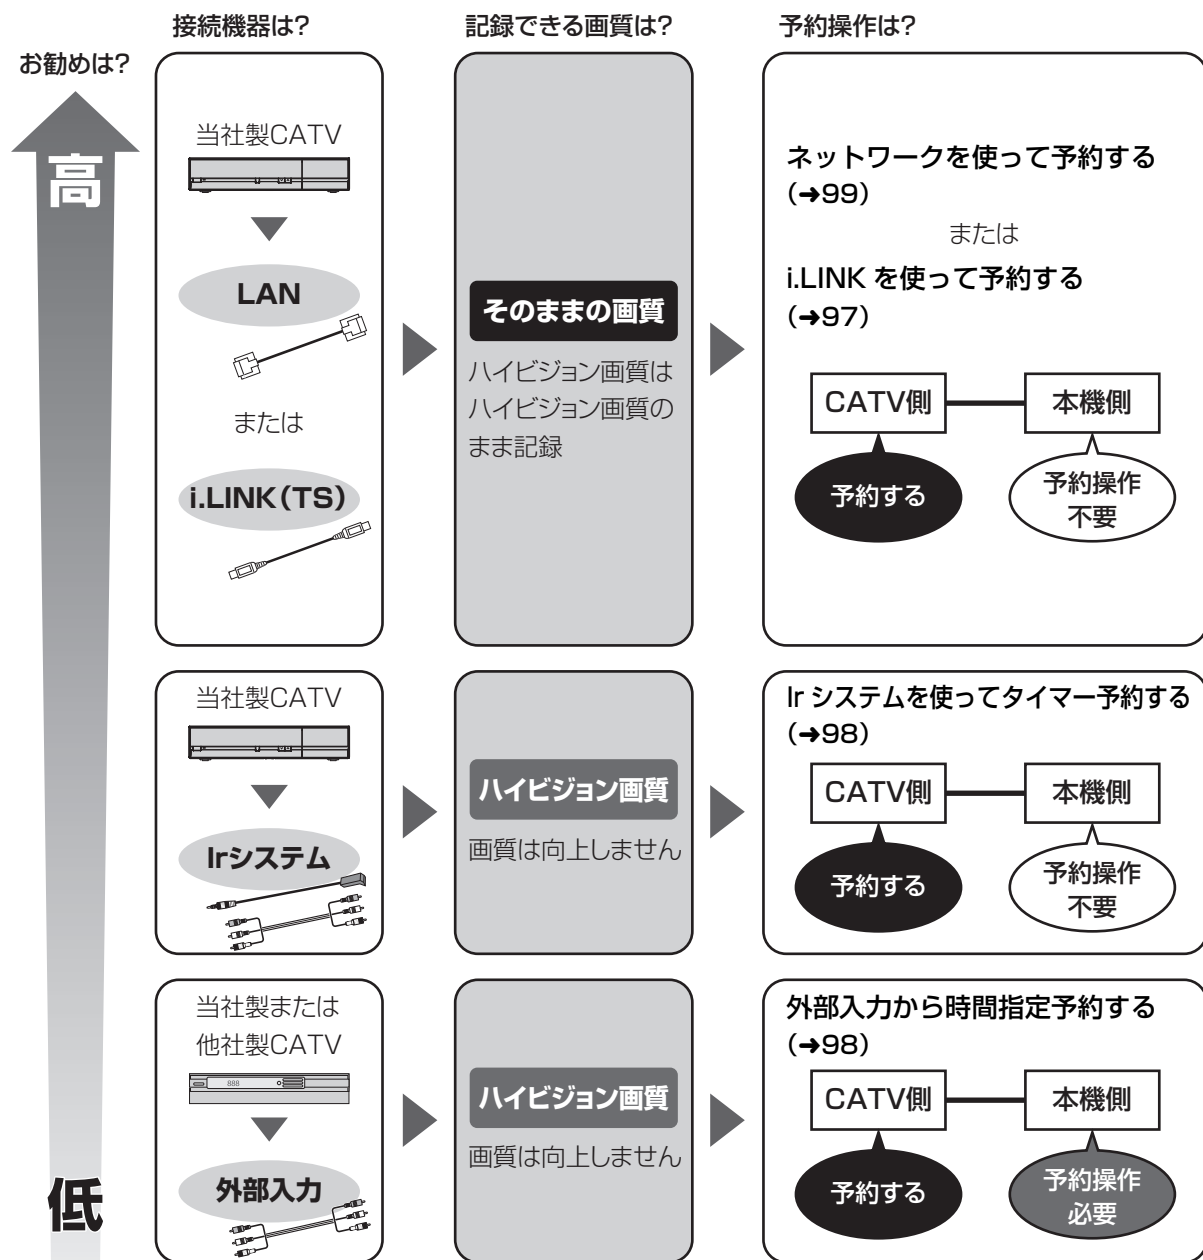 接続機器は?
記録できる画質は?
予約操作は?
お勧めは?
高
低
当社製CATV
LAN
または
i.LINK(TS)
そのままの画質
ハイビジョン画質は
ハイビジョン画質の
まま記録
ネットワークを使って予約する
(➜99)
または
i.LINK を使って予約する
(➜97)
CATV側
本機側
予約する
予約操作
不要
当社製CATV
Irシステム
ハイビジョン画質
画質は向上しません
Ir システムを使ってタイマー予約する
(➜98)
CATV側
本機側
予約する
予約操作
不要
当社製または
他社製CATV
888
外部入力
ハイビジョン画質
画質は向上しません
外部入力から時間指定予約する
(➜98)
CATV側
本機側
予約する
予約操作
必要